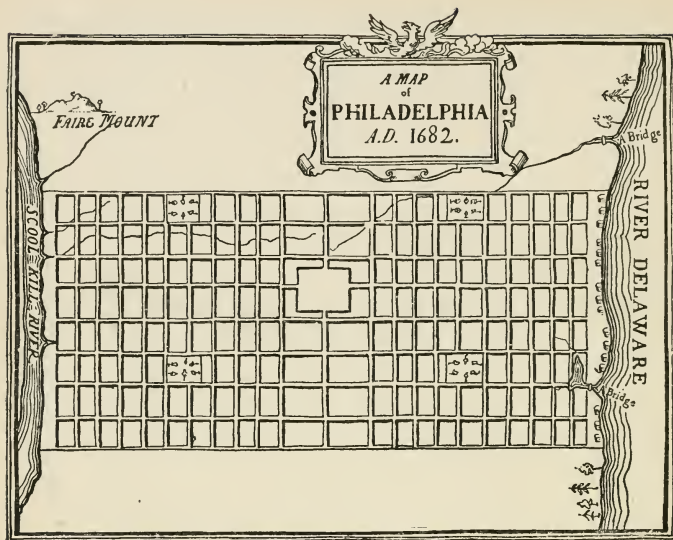 A MAP
of
PHILADELPHIA
A.D. 1682.
FAIRE MOUNT
A Bridge
SCOOL KILL RIVER
RIVER DELAWARE
A Bridge